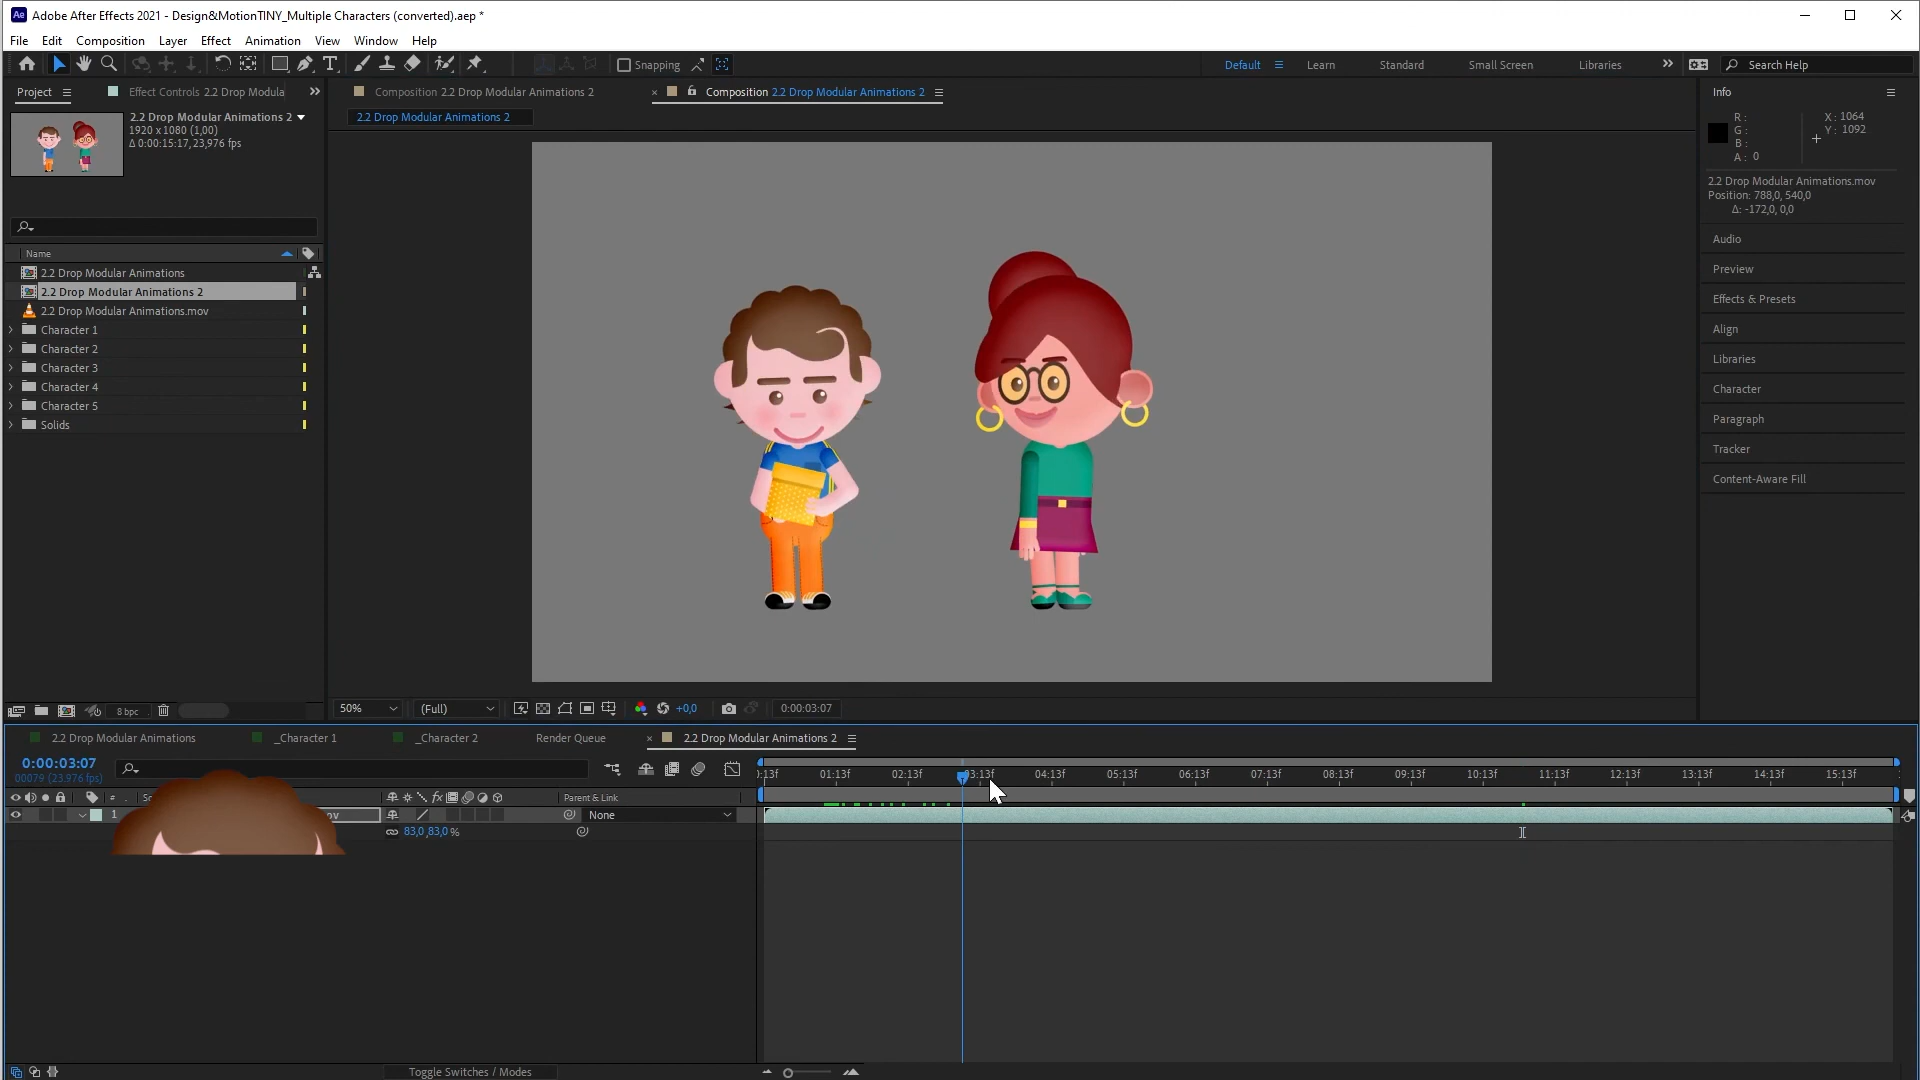 Ae Adobe After Effects 2021 - Design&MotionTINY_Multiple Characters (converted).aep *
File Edit Composition Layer Effect Animation View Window Help
Snapping
Default Learn Standard Small Screen Libraries Search Help
Project Effect Controls 2.2 Drop Modula
Composition 2.2 Drop Modular Animations 2 Composition 2.2 Drop Modular Animations 2
2.2 Drop Modular Animations 2
2.2 Drop Modular Animations 2
1920 x 1080 (1,00)
Δ 0:00:15:17, 23,976 fps
Name
2.2 Drop Modular Animations
2.2 Drop Modular Animations 2
2.2 Drop Modular Animations.mov
Character 1
Character 2
Character 3
Character 4
Character 5
Solids
8 bpc
50% (Full) +0,0 0:00:03:07
Info
R : X : 1064
G : Y : 1092
B :
A : 0
2.2 Drop Modular Animations.mov
Position: 788,0, 540,0
Δ: -172,0, 0,0
Audio
Preview
Effects & Presets
Align
Libraries
Character
Paragraph
Tracker
Content-Aware Fill
2.2 Drop Modular Animations _Character 1 _Character 2 Render Queue 2.2 Drop Modular Animations 2
0:00:03:07
00079 (23.976 fps)
):13f 01:13f 02:13f 03:13f 04:13f 05:13f 06:13f 07:13f 08:13f 09:13f 10:13f 11:13f 12:13f 13:13f 14:13f 15:13f
# fx Parent & Link
1 ov None
83,0,83,0 %
Toggle Switches / Modes